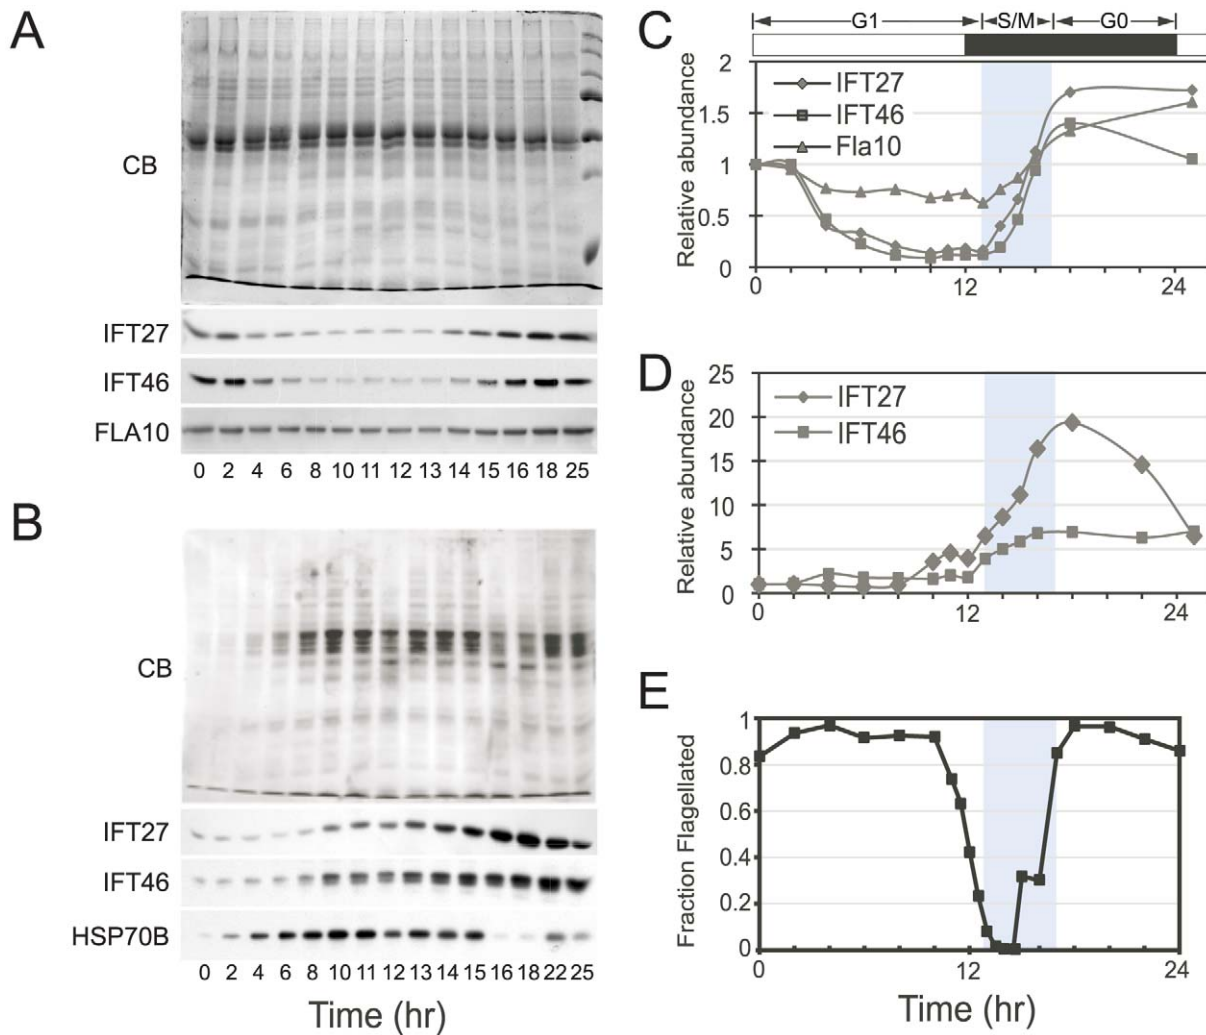 A
CB
IFT27
IFT46
FLA10
0 2 4 6 8 10 11 12 13 14 15 16 18 25
B
CB
IFT27
IFT46
HSP70B
0 2 4 6 8 10 11 12 13 14 15 16 18 22 25
Time (hr)
C
G1 S/M G0
Relative abundance
2
1.5
1
0.5
0
IFT27
IFT46
Fla10
0 12 24
D
Relative abundance
25
20
15
10
5
0
IFT27
IFT46
0 12 24
E
Fraction Flagellated
1
0.8
0.6
0.4
0.2
0
0 12 24
Time (hr)